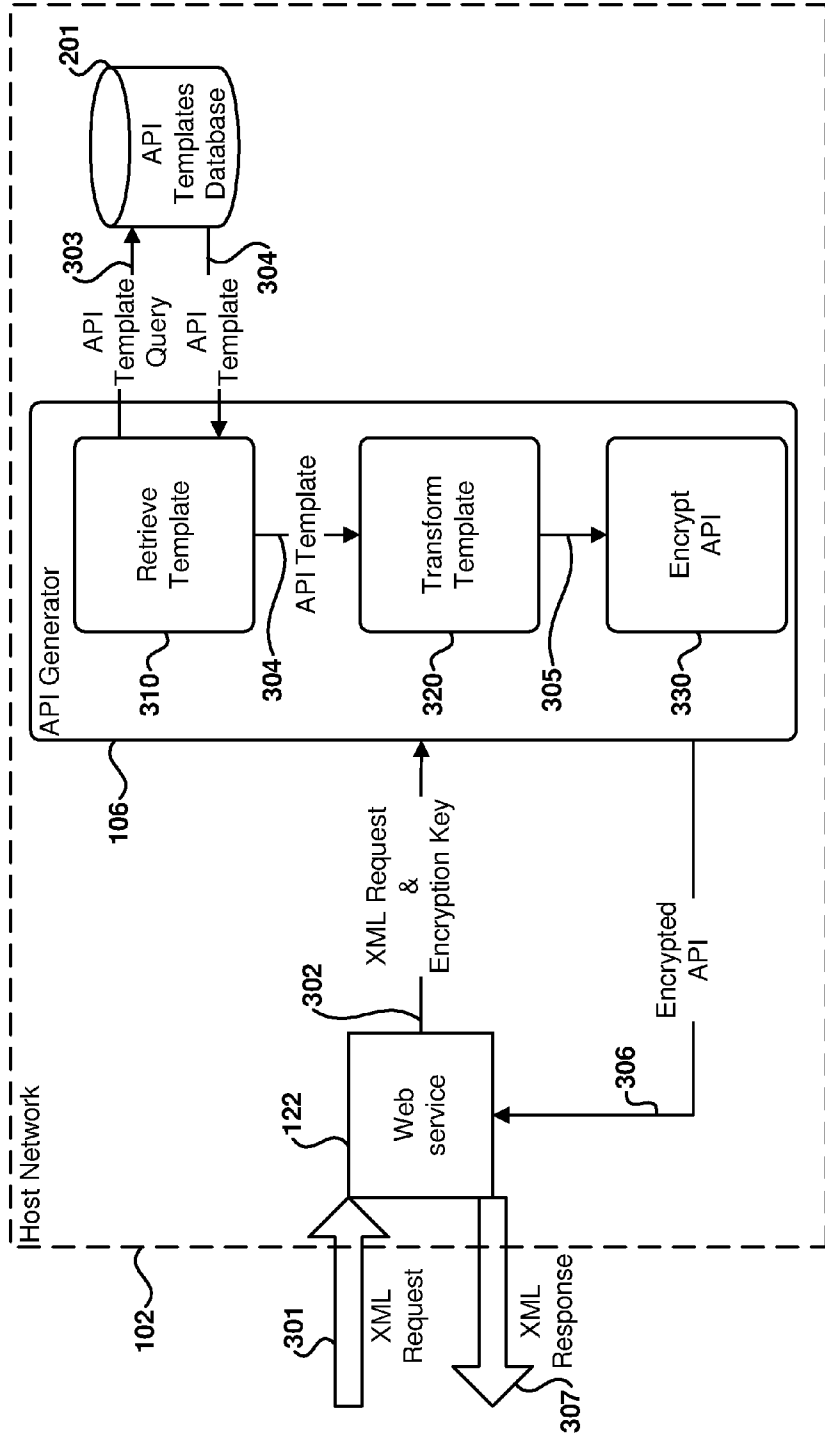 Host Network
102
301
XML
Request
XML
Response
307
122
Web
service
302
XML Request
&
Encryption Key
306
Encrypted
API
API Generator
106
Retrieve
Template
310
304
API Template
Transform
Template
320
305
Encrypt
API
330
API
Template
Query
303
API
Template
304
API
Templates
Database
201